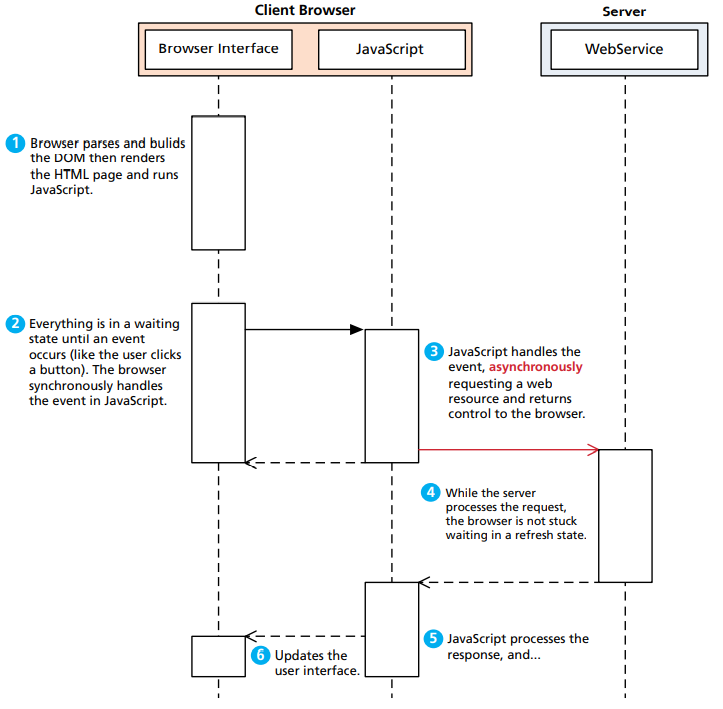 Client Browser
Server
Browser Interface
JavaScript
WebService
1 Browser parses and bulids
the DOM then renders
the HTML page and runs
JavaScript.
2 Everything is in a waiting
state until an event
occurs (like the user clicks
a button). The browser
synchronously handles
the event in JavaScript.
3 JavaScript handles the
event, asynchronously
requesting a web
resource and returns
control to the browser.
4 While the server
processes the request,
the browser is not stuck
waiting in a refresh state.
5 JavaScript processes the
response, and...
6 Updates the
user interface.